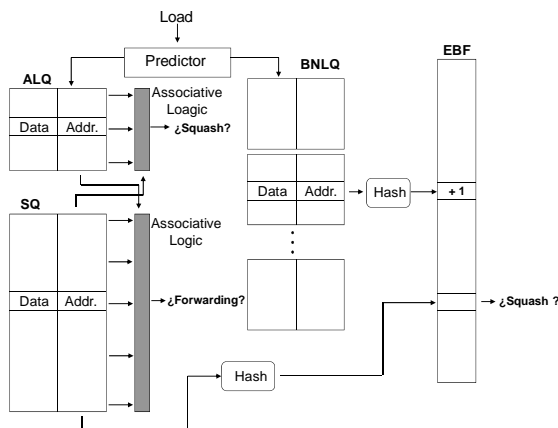 Load
Predictor
ALQ
BNLQ
EBF
Data Addr.
Associative
Loagic
¿Squash?
Data Addr.
Hash
+ 1
SQ
Associative
Logic
Data Addr.
¿Forwarding?
¿Squash ?
Hash